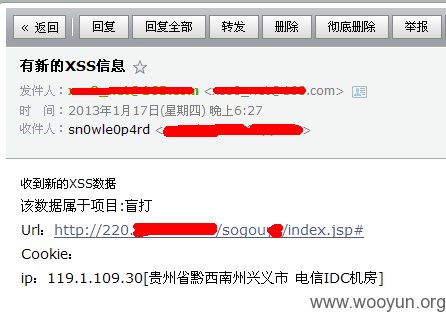 « 返回 回复 回复全部 转发 删除 彻底删除 举报
有新的XSS信息
发件人： .com>
时　间：2013年1月17日(星期四) 晚上6:27
收件人：sn0wle0p4rd < >
收到新的XSS数据
该数据属于项目:盲打
Url：http://220. /sogou /index.jsp#
Cookie：
ip：119.1.109.30[贵州省黔西南州兴义市 电信IDC机房]
www.wooyun.org